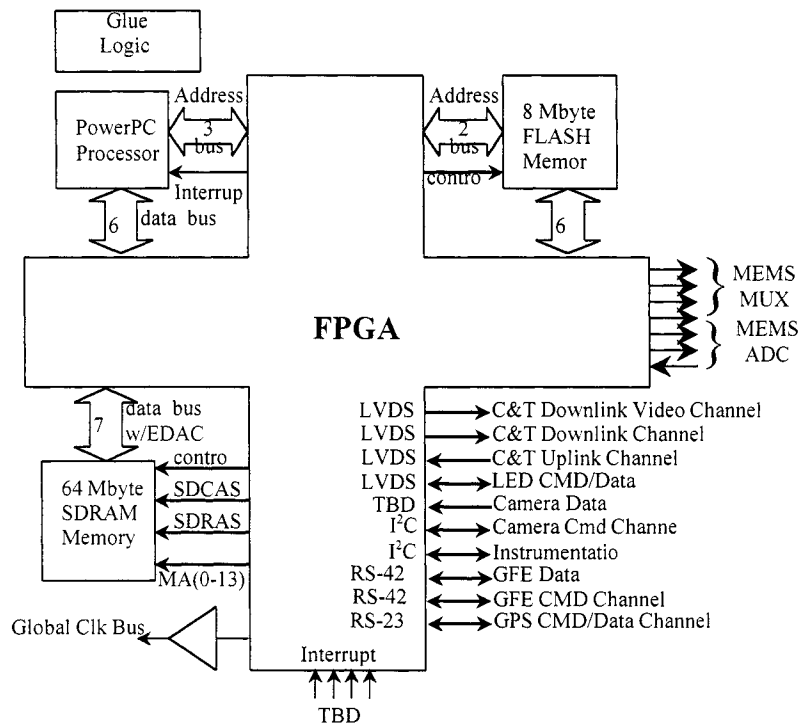 Glue
Logic
PowerPC
Processor
Address
3
bus
Interrup
6
data bus
Address
2
bus
contro
8 Mbyte
FLASH
Memor
6
FPGA
MEMS
MUX
MEMS
ADC
7
data bus
w/EDAC
64 Mbyte
SDRAM
Memory
contro
SDCAS
SDRAS
MA(0-13)
Global Clk Bus
LVDS C&T Downlink Video Channel
LVDS C&T Downlink Channel
LVDS C&T Uplink Channel
LVDS LED CMD/Data
TBD Camera Data
I²C Camera Cmd Channe
I²C Instrumentatio
RS-42 GFE Data
RS-42 GFE CMD Channel
RS-23 GPS CMD/Data Channel
Interrupt
TBD